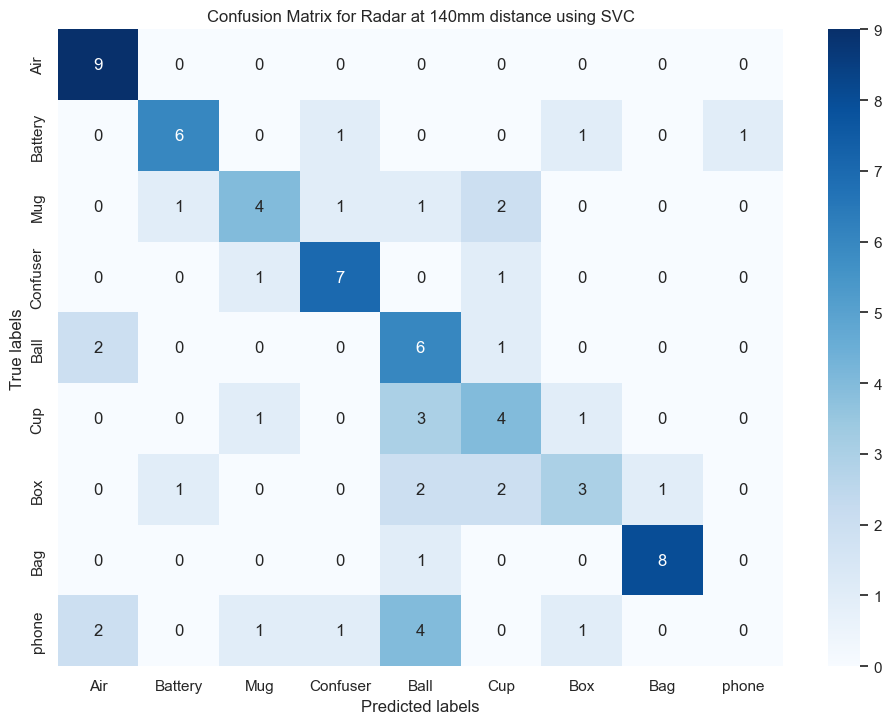 Confusion Matrix for Radar at 140mm distance using SVC
True labels
Air 9 0 0 0 0 0 0 0 0
Battery 0 6 0 1 0 0 1 0 1
Mug 0 1 4 1 1 2 0 0 0
Confuser 0 0 1 7 0 1 0 0 0
Ball 2 0 0 0 6 1 0 0 0
Cup 0 0 1 0 3 4 1 0 0
Box 0 1 0 0 2 2 3 1 0
Bag 0 0 0 0 1 0 0 8 0
phone 2 0 1 1 4 0 1 0 0
Air Battery Mug Confuser Ball Cup Box Bag phone
Predicted labels
9
8
7
6
5
4
3
2
1
0